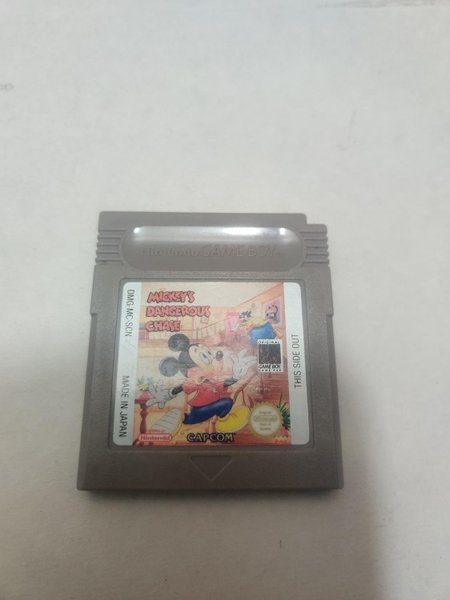 Nintendo GAME BOY
MICKEY'S
DANGEROUS
CHASE
DMG-MC-SCN
MADE IN JAPAN
ORIGINAL
GAME BOY
THIS SIDE OUT
Nintendo
CAPCOM